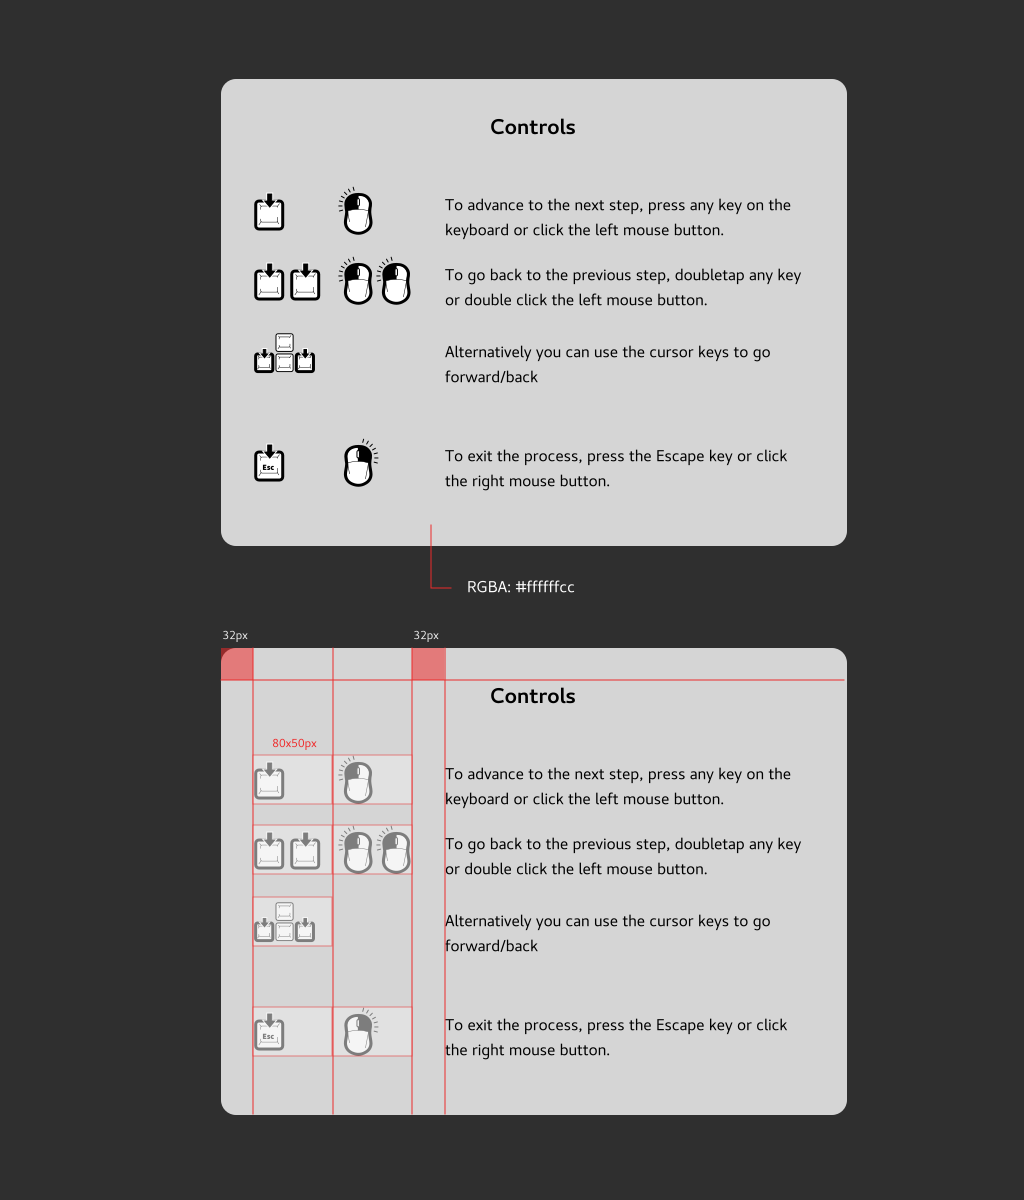 Controls
To advance to the next step, press any key on the
keyboard or click the left mouse button.
To go back to the previous step, doubletap any key
or double click the left mouse button.
Alternatively you can use the cursor keys to go
forward/back
Esc
To exit the process, press the Escape key or click
the right mouse button.
RGBA: #ffffffcc
32px
32px
Controls
80x50px
To advance to the next step, press any key on the
keyboard or click the left mouse button.
To go back to the previous step, doubletap any key
or double click the left mouse button.
Alternatively you can use the cursor keys to go
forward/back
Esc
To exit the process, press the Escape key or click
the right mouse button.